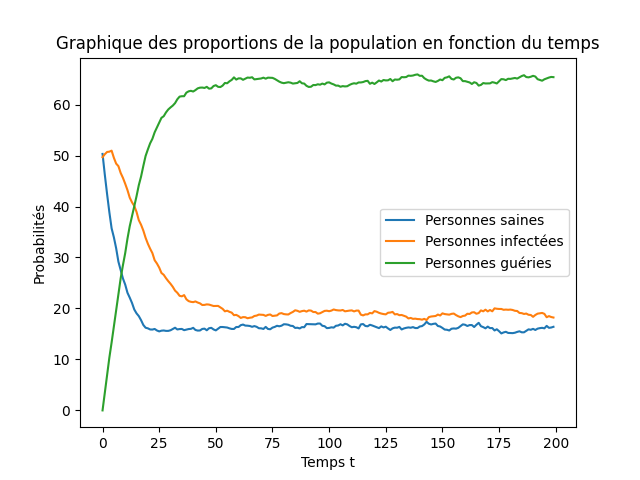 Graphique des proportions de la population en fonction du temps
60
50
40
30
20
10
0
Probabilités
Personnes saines
Personnes infectées
Personnes guéries
0 25 50 75 100 125 150 175 200
Temps t